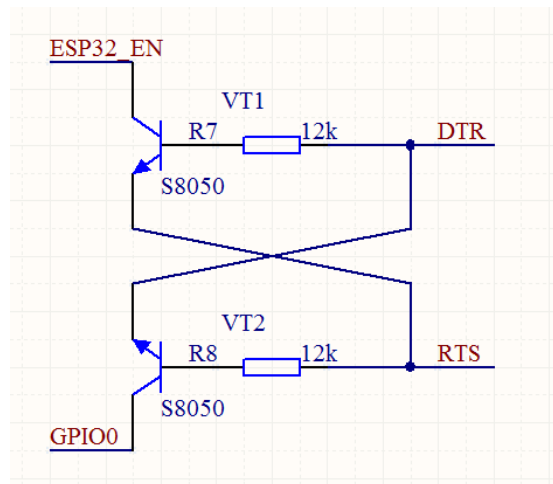 ESP32_EN
VT1
R7 12k DTR
S8050
VT2
R8 12k RTS
S8050
GPIO0